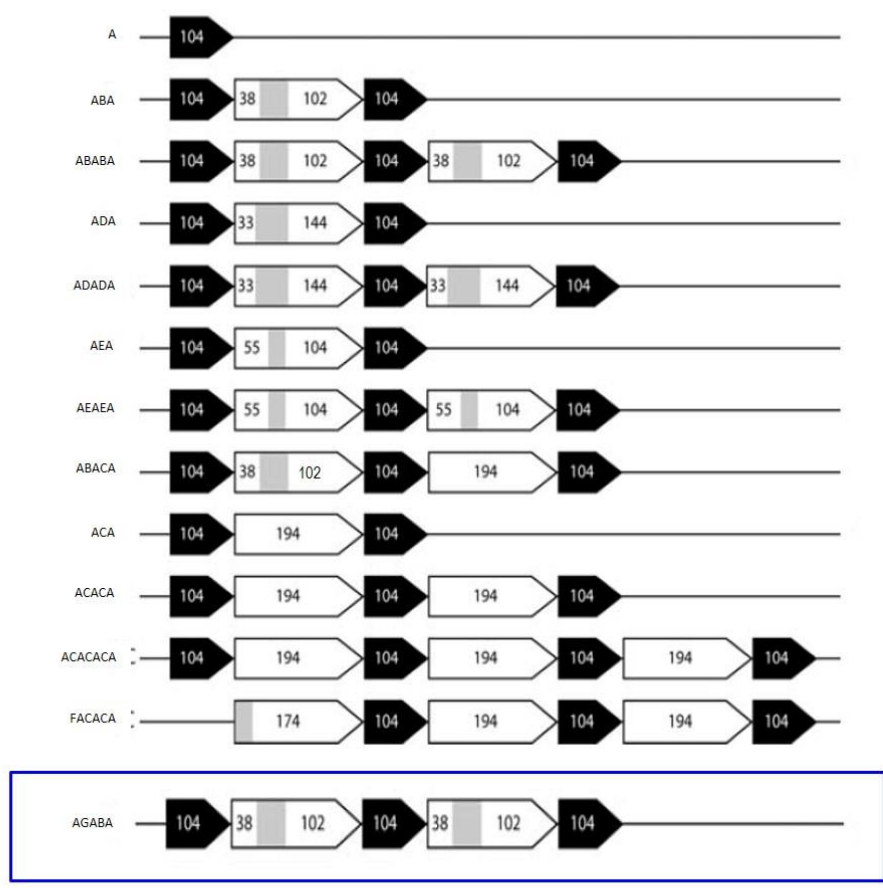 A 104
ABA 104 38 102 104
ABABA 104 38 102 104 38 102 104
ADA 104 33 144 104
ADADA 104 33 144 104 33 144 104
AEA 104 55 104 104
AEAEA 104 55 104 104 55 104 104
ABACA 104 38 102 104 194 104
ACA 104 194 104
ACACA 104 194 104 194 104
ACACACA 104 194 104 194 104 194 104
FACACA 174 104 194 104 194 104
AGABA 104 38 102 104 38 102 104